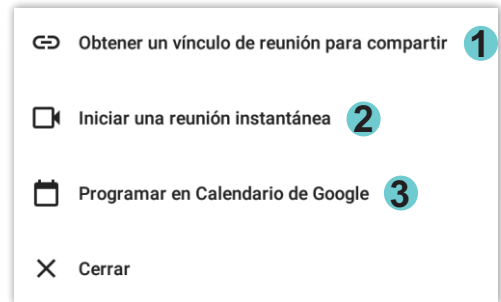 Obtener un vínculo de reunión para compartir 1
Iniciar una reunión instantánea 2
Programar en Calendario de Google 3
Cerrar